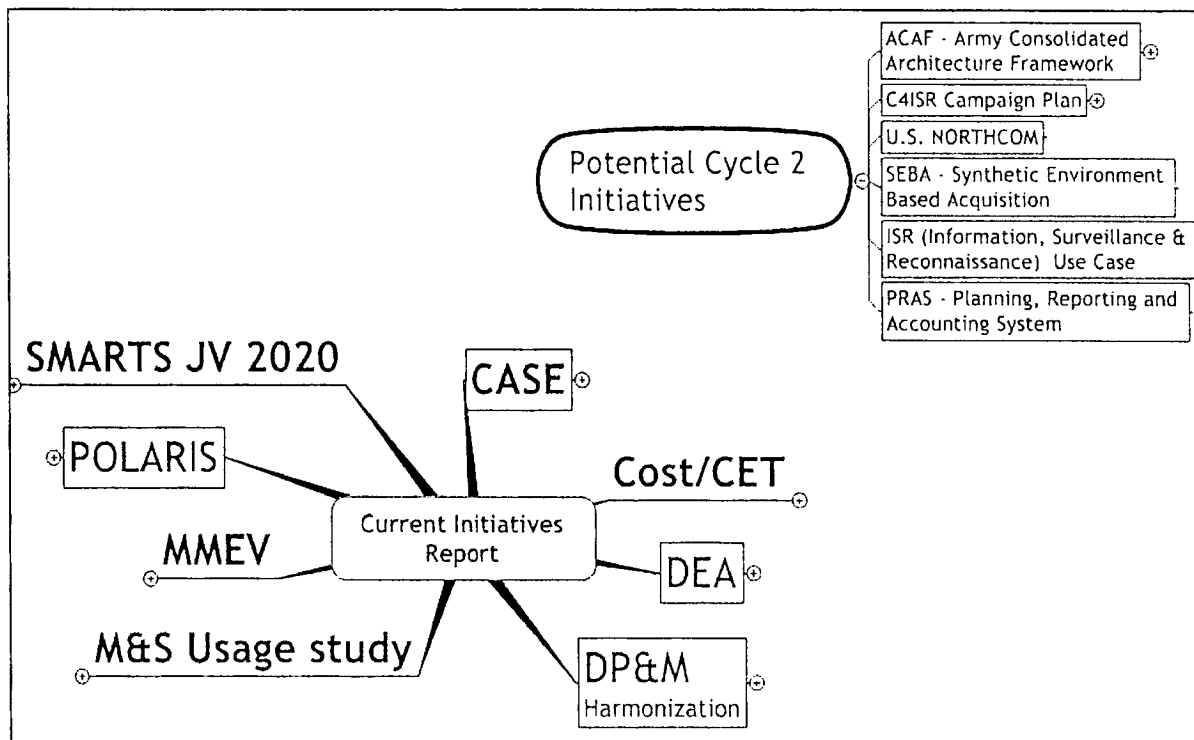 ACAF - Army Consolidated
Architecture Framework
C4ISR Campaign Plan
U.S. NORTHCOM
Potential Cycle 2
Initiatives
SEBA - Synthetic Environment
Based Acquisition
ISR (Information, Surveillance &
Reconnaissance) Use Case
PRAS - Planning, Reporting and
Accounting System
SMARTS JV 2020
CASE
POLARIS
Cost/CET
Current Initiatives
Report
MMEV
DEA
M&S Usage study
DP&M
Harmonization